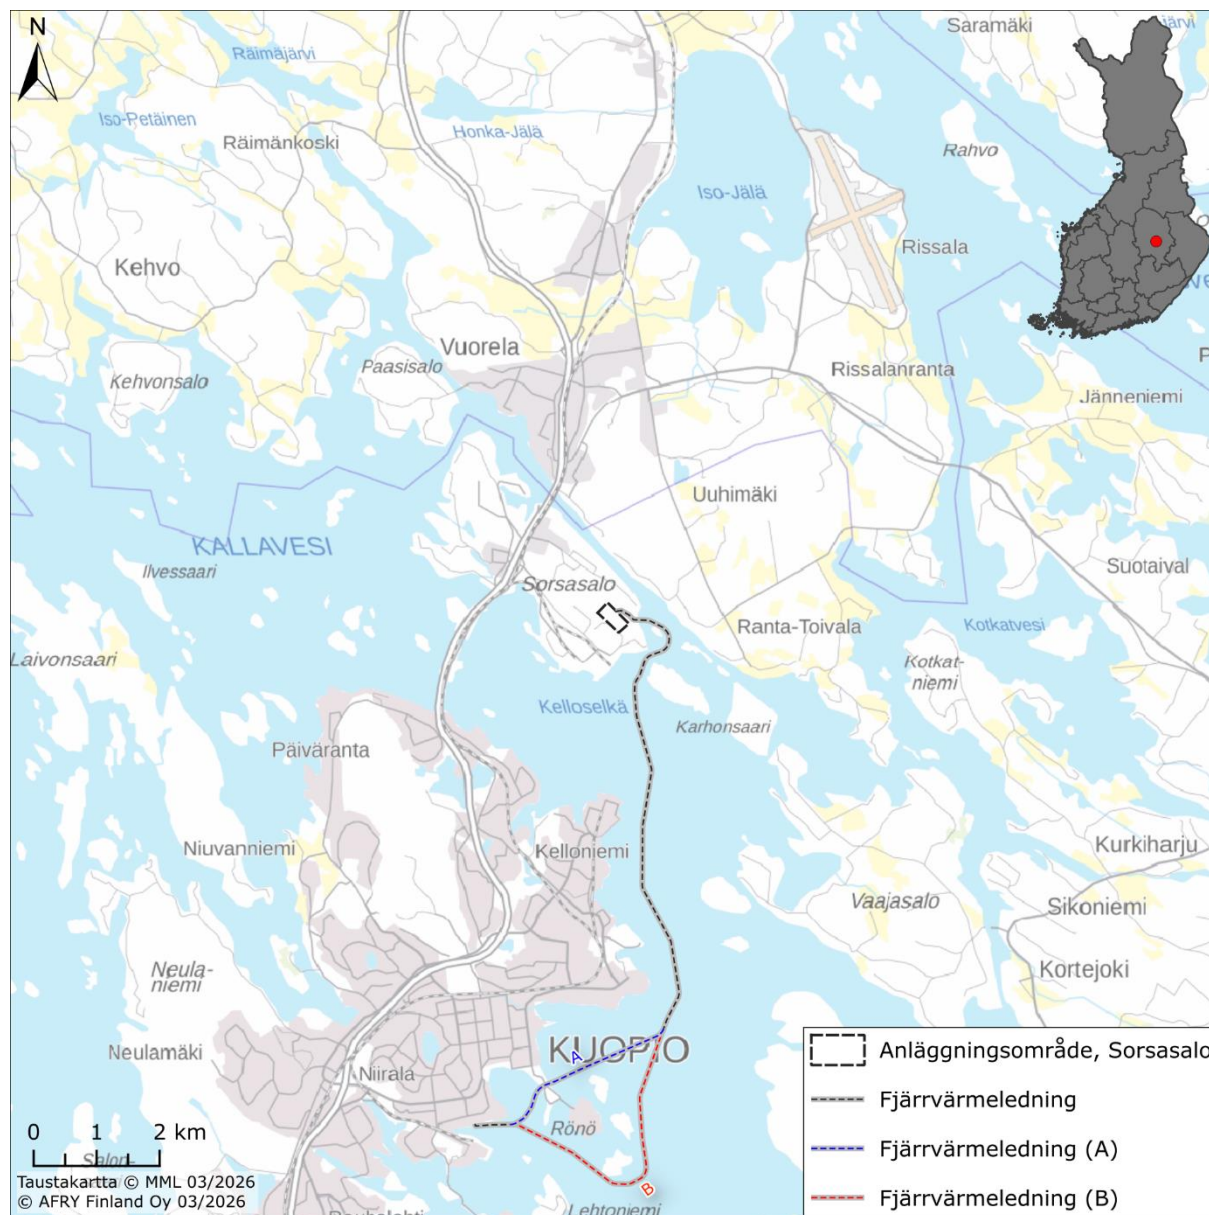 N
Saramäki
järvi
Räimäjärvi
Iso-Petäinen
Honka-Jälä
Räimänkoski
Rahvo
Iso-Jälä
Rissala
Kehvo
Vuorela
Paasisalo
Rissalanranta
Kehvonsalo
Jänneniemi
Uuhimäki
KALLAVESI
Ilvessaari
Sorsasalo
Suotaival
Ranta-Toivala
Kotkatvesi
Laivonsaari
Kotkat-
niemi
Kelloselkä
Karhonsaari
Päiväranta
Niuvanniemi
Kelloniemi
Kurkiharju
Vaajasalo
Sikoniemi
Neula-
niemi
Kortejoki
KUOPIO
A
Neulamäki
Niirala
Rönö
B
Lehtoniemi
0 1 2 km
Taustakartta © MML 03/2026
© AFRY Finland Oy 03/2026
Anläggningsområde, Sorsasalo
Fjärrvärmeledning
Fjärrvärmeledning (A)
Fjärrvärmeledning (B)